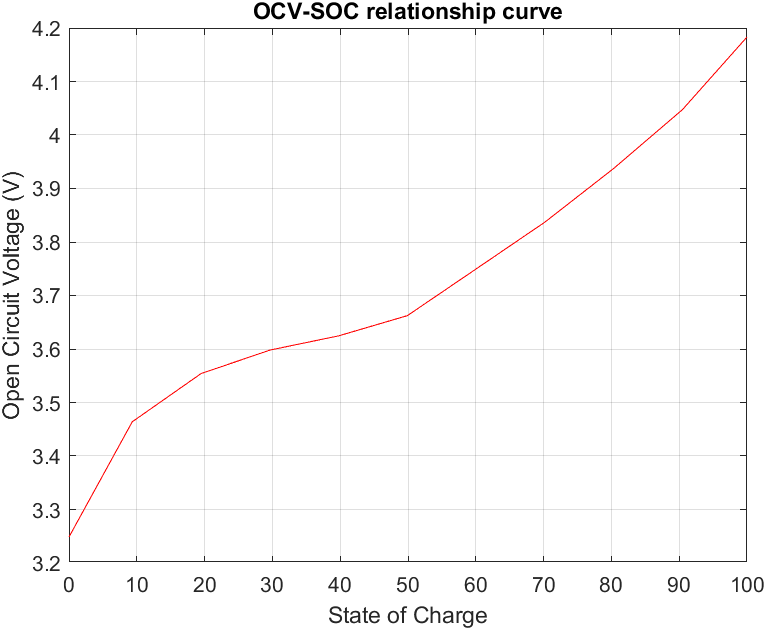 OCV-SOC relationship curve
Open Circuit Voltage (V)
4.2
4.1
4
3.9
3.8
3.7
3.6
3.5
3.4
3.3
3.2
0 10 20 30 40 50 60 70 80 90 100
State of Charge